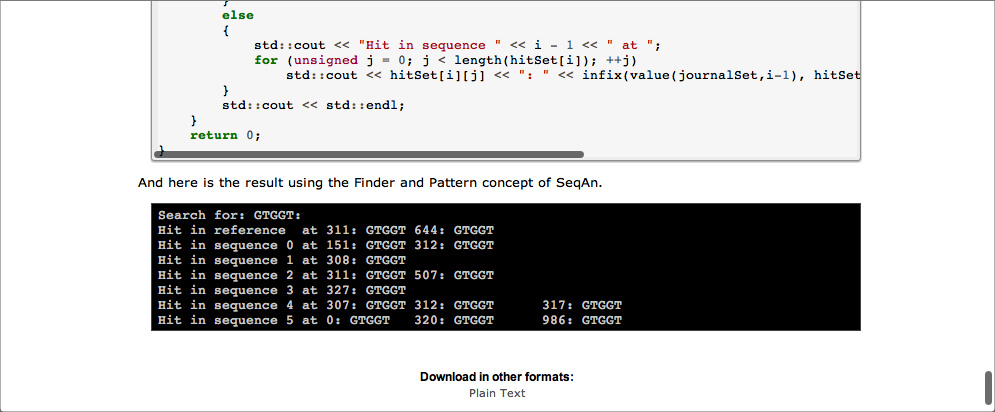 }
else
{
std::cout << "Hit in sequence " << i - 1 << " at ";
for (unsigned j = 0; j < length(hitSet[i]); ++j)
std::cout << hitSet[i][j] << ": " << infix(value(journalSet,i-1), hitSet
}
std::cout << std::endl;
}
return 0;
}
And here is the result using the Finder and Pattern concept of SeqAn.
Search for: GTGGT:
Hit in reference  at 311: GTGGT 644: GTGGT
Hit in sequence 0 at 151: GTGGT 312: GTGGT
Hit in sequence 1 at 308: GTGGT
Hit in sequence 2 at 311: GTGGT 507: GTGGT
Hit in sequence 3 at 327: GTGGT
Hit in sequence 4 at 307: GTGGT 312: GTGGT 317: GTGGT
Hit in sequence 5 at 0: GTGGT 320: GTGGT 986: GTGGT
Download in other formats:
Plain Text